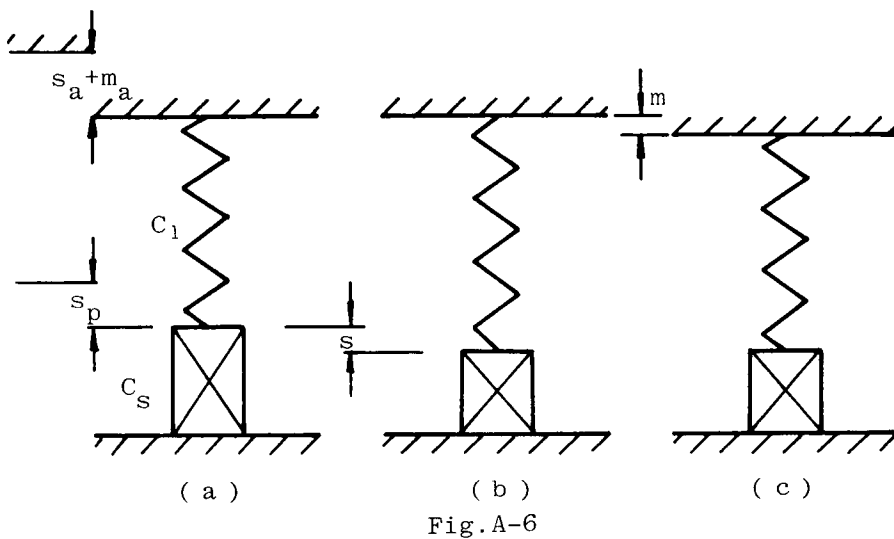 s_a+m_a
m
C_1
s_p
s
C_s
( a )
( b )
( c )
Fig.A-6